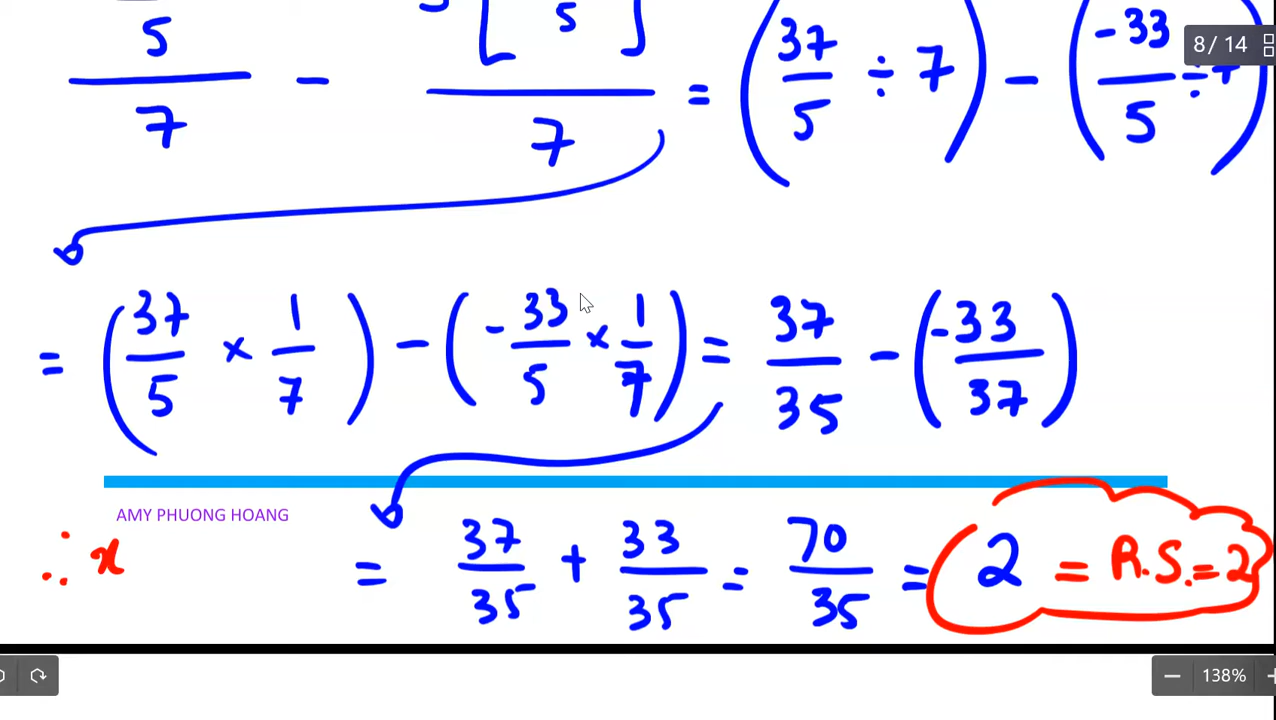 8 / 14
5/7 - [ /5 ]/7 = (37/5 ÷ 7) - (-33/5 ÷ 7)
= (37/5 × 1/7) - (-33/5 × 1/7) = 37/35 - (-33/37)
AMY PHUONG HOANG
∴ x
= 37/35 + 33/35 = 70/35 = 2 = R.S. = 2
138%